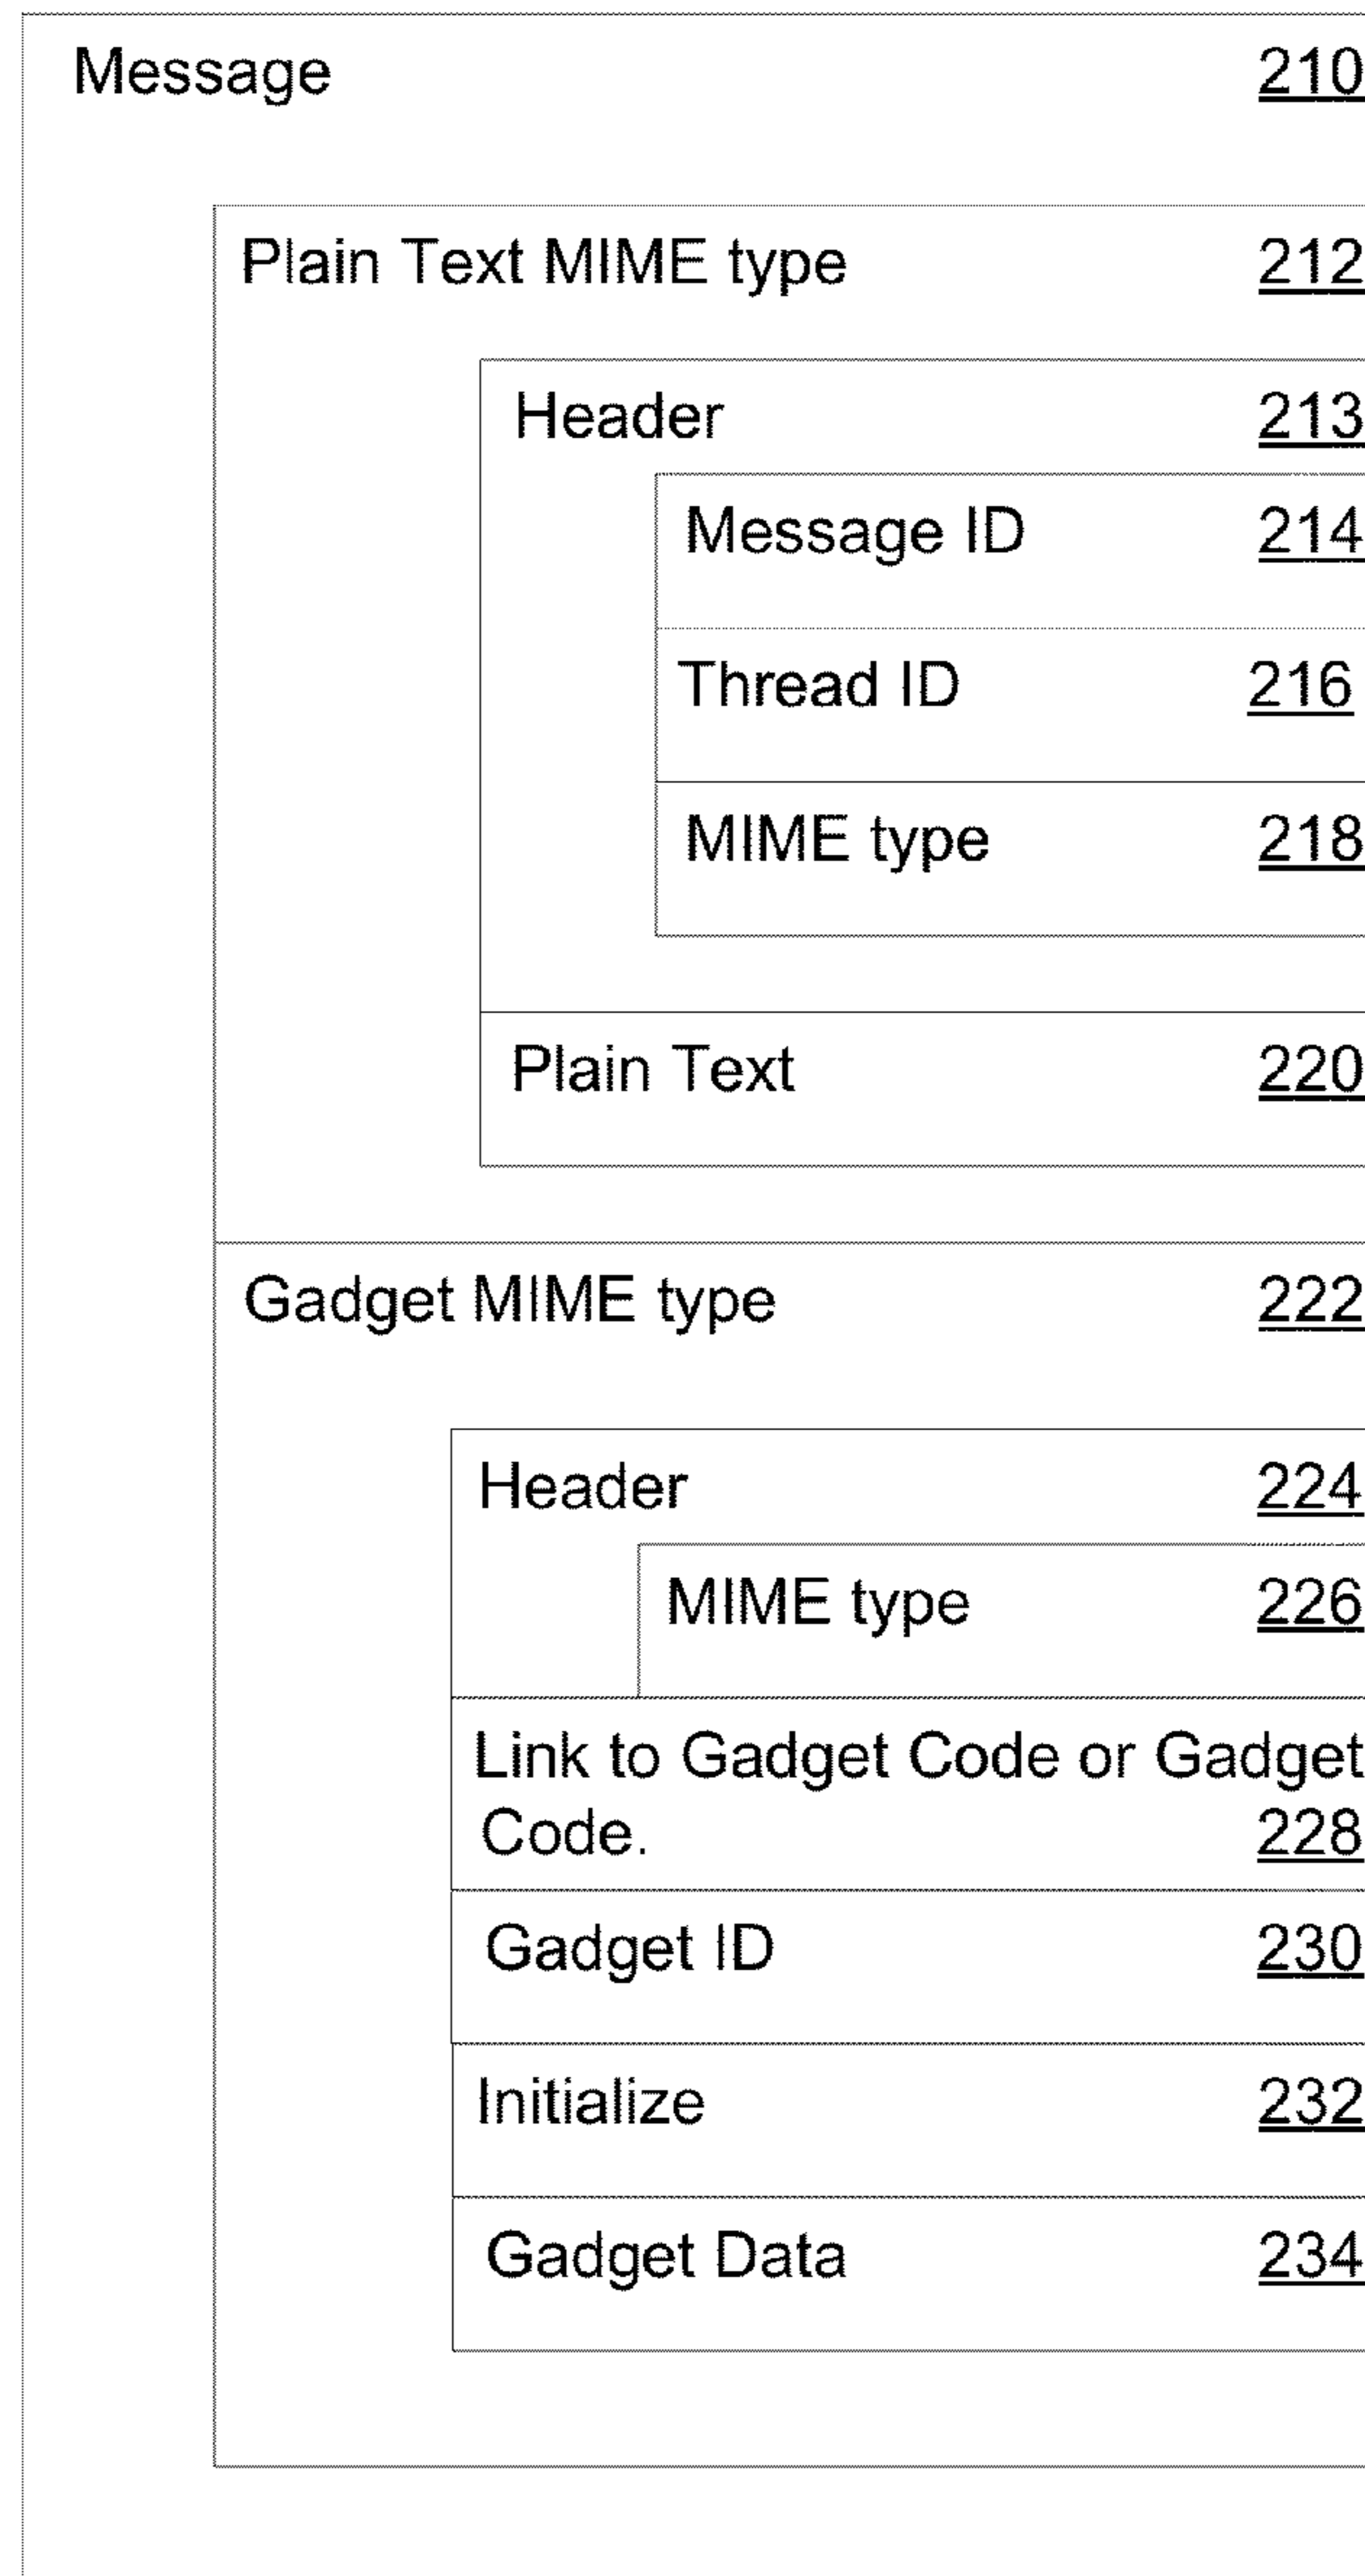 Message 210
Plain Text MIME type 212
Header 213
Message ID 214
Thread ID 216
MIME type 218
Plain Text 220
Gadget MIME type 222
Header 224
MIME type 226
Link to Gadget Code or Gadget
Code. 228
Gadget ID 230
Initialize 232
Gadget Data 234